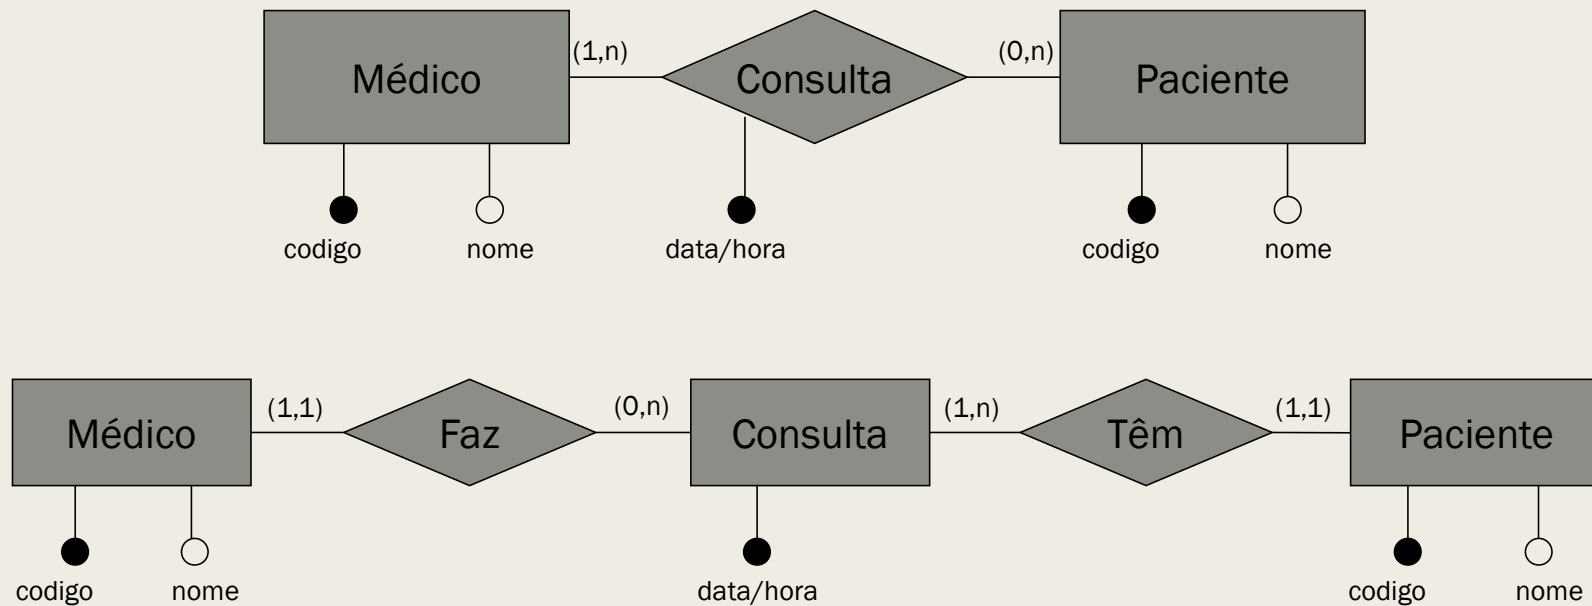 (1,n) (0,n)
Médico Consulta Paciente
codigo nome data/hora codigo nome
(1,1) (0,n) (1,n) (1,1)
Médico Faz Consulta Têm Paciente
codigo nome data/hora codigo nome